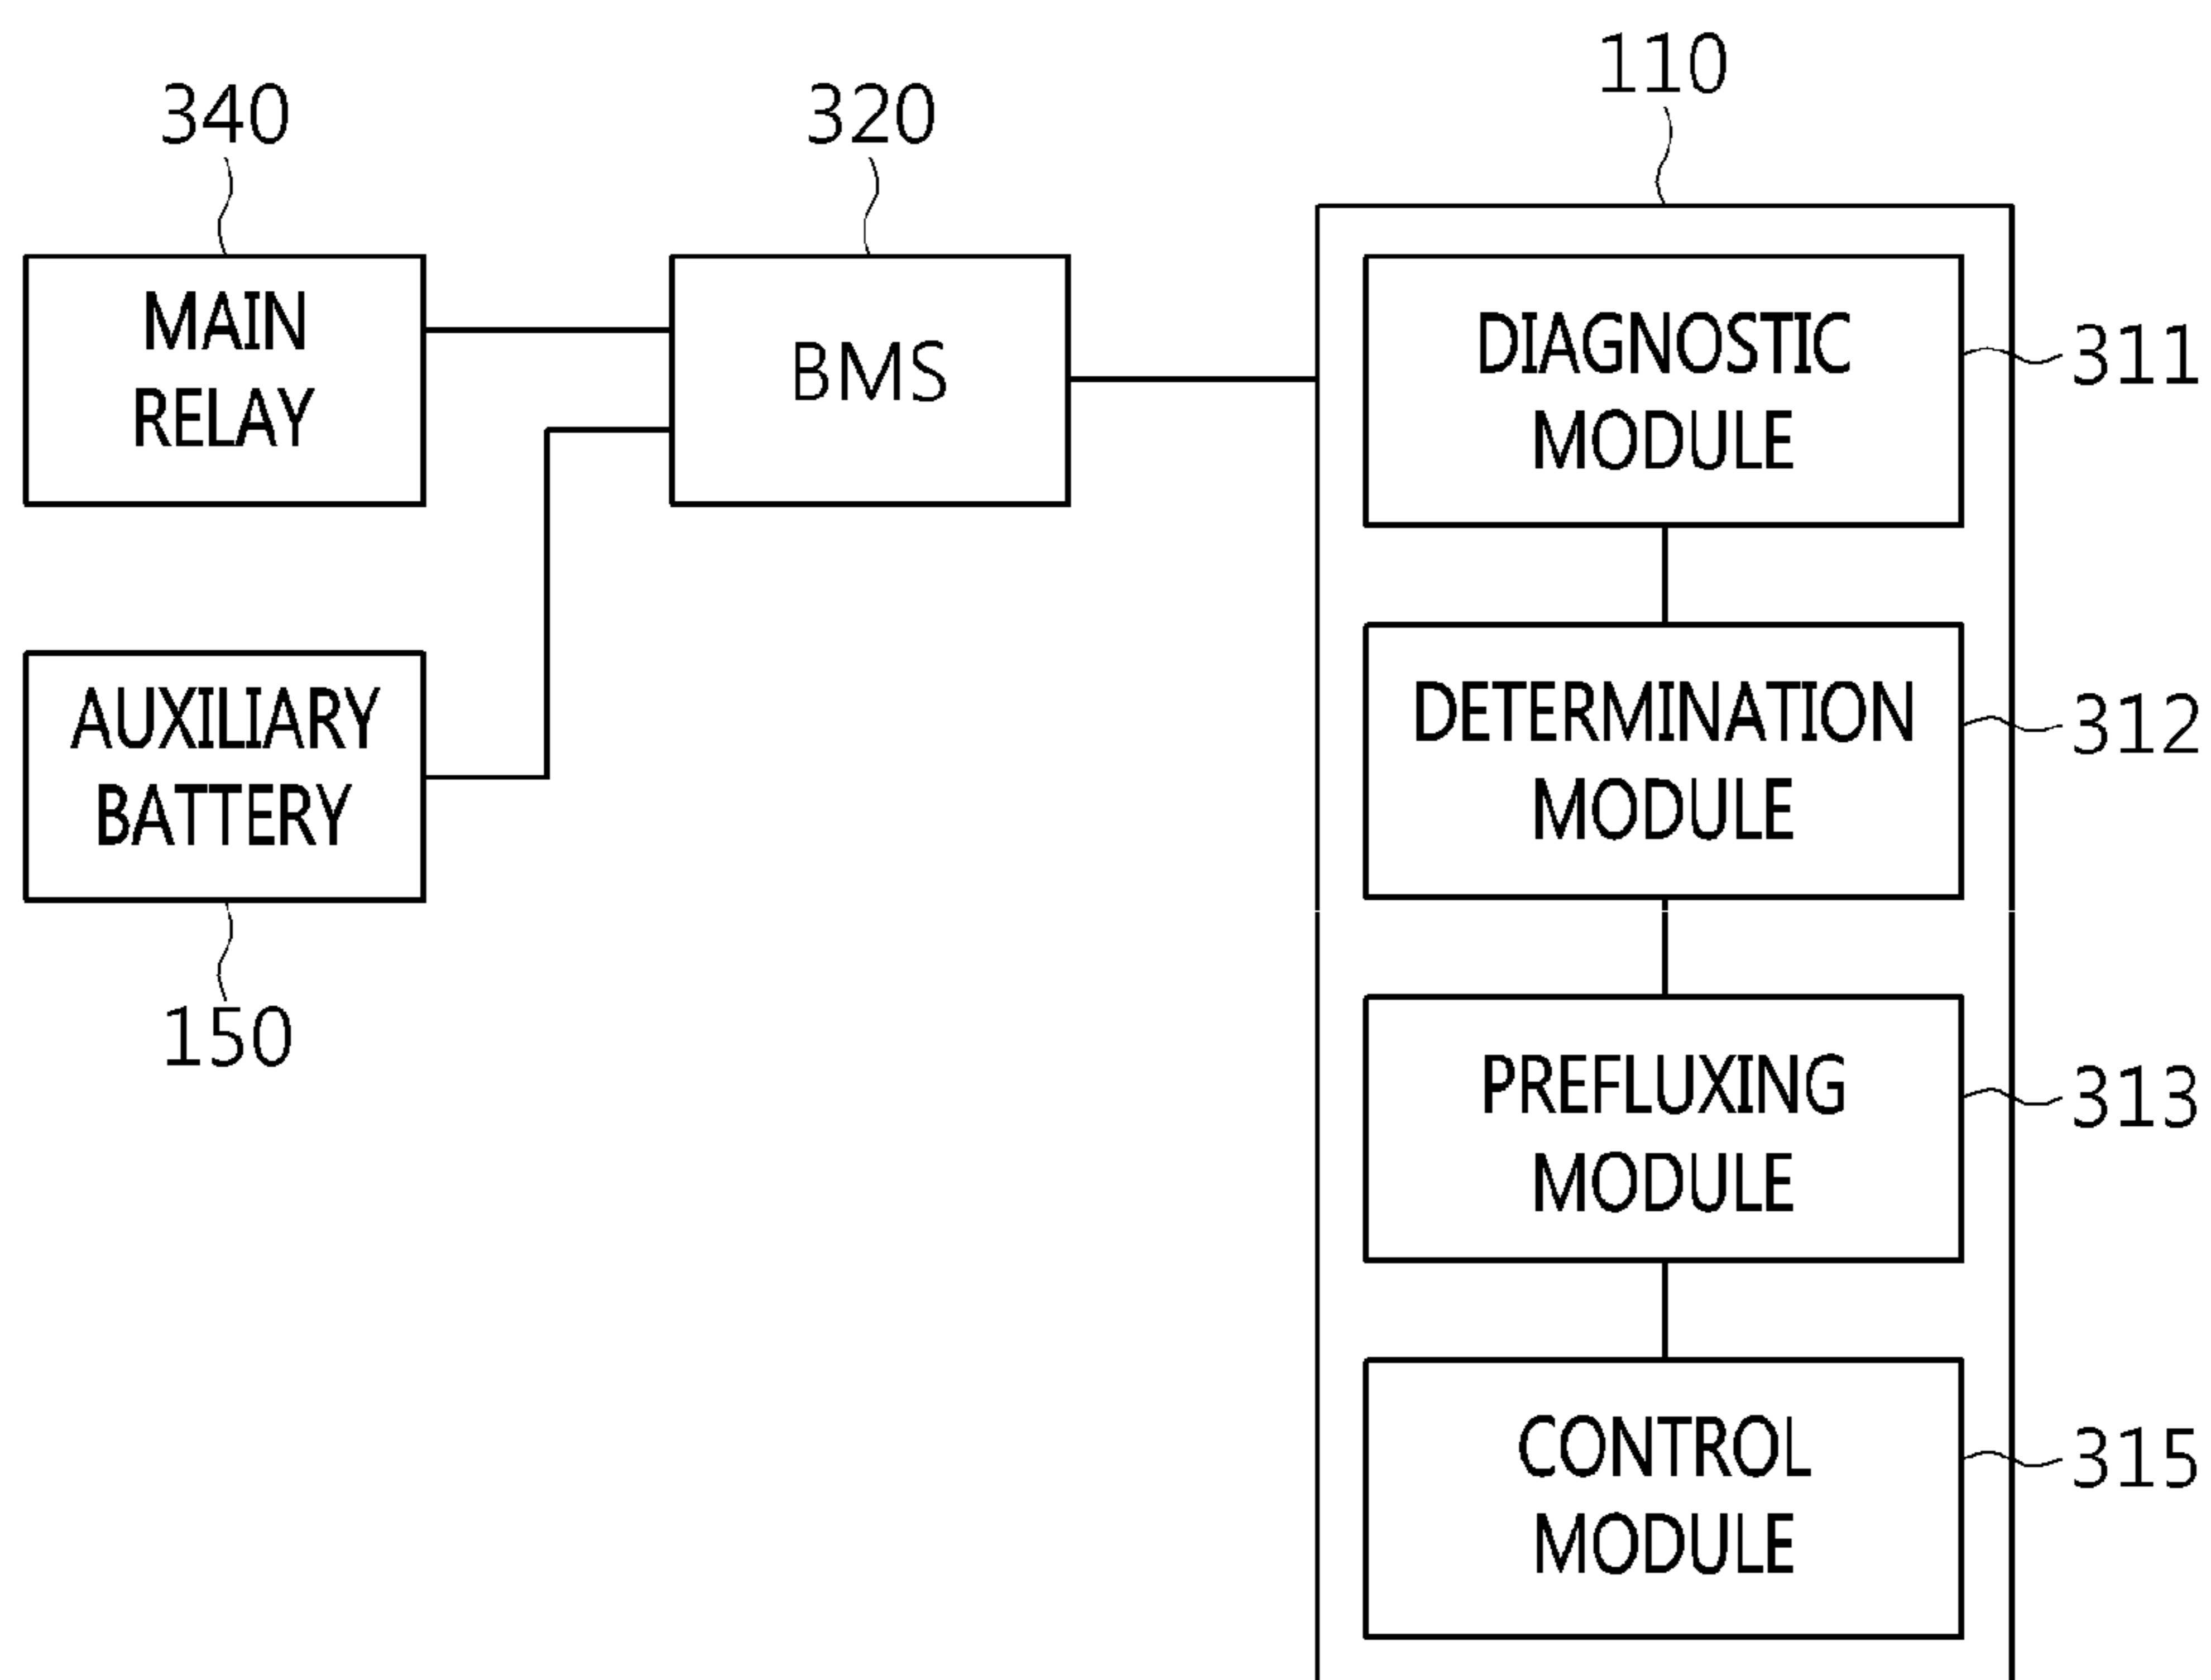 110
340
320
MAIN
RELAY
BMS
DIAGNOSTIC
MODULE
311
AUXILIARY
BATTERY
150
DETERMINATION
MODULE
312
PREFLUXING
MODULE
313
CONTROL
MODULE
315